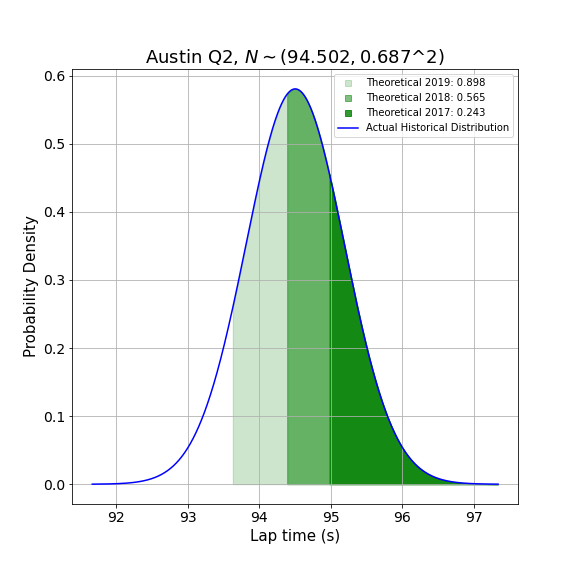 Austin Q2, N ~ (94.502, 0.687^2)
Theoretical 2019: 0.898
Theoretical 2018: 0.565
Theoretical 2017: 0.243
Actual Historical Distribution
Probability Density
0.6
0.5
0.4
0.3
0.2
0.1
0.0
92 93 94 95 96 97
Lap time (s)